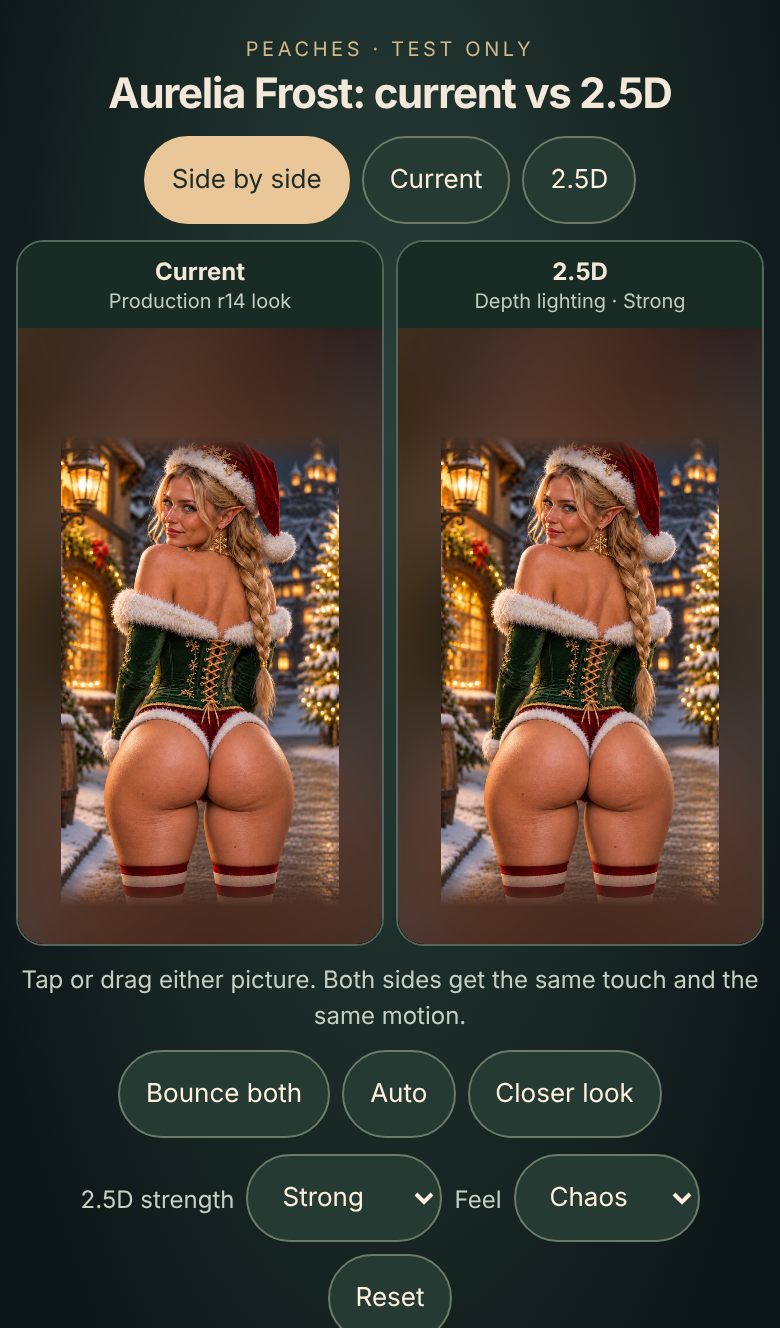 PEACHES · TEST ONLY
Aurelia Frost: current vs 2.5D
Side by side
Current
2.5D
Current
Production r14 look
2.5D
Depth lighting · Strong
Tap or drag either picture. Both sides get the same touch and the
same motion.
Bounce both
Auto
Closer look
2.5D strength
Strong
Feel
Chaos
Reset